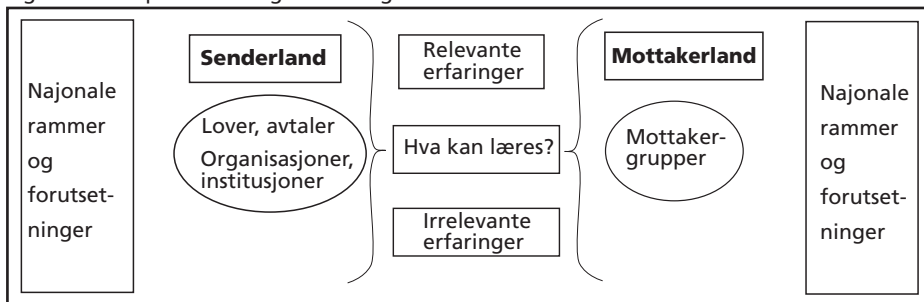 Najonale
rammer
og
forutset-
ninger
Senderland
Lover, avtaler
Organisasjoner,
institusjoner
Relevante
erfaringer
Hva kan læres?
Irrelevante
erfaringer
Mottakerland
Mottaker-
grupper
Najonale
rammer
og
forutset-
ninger